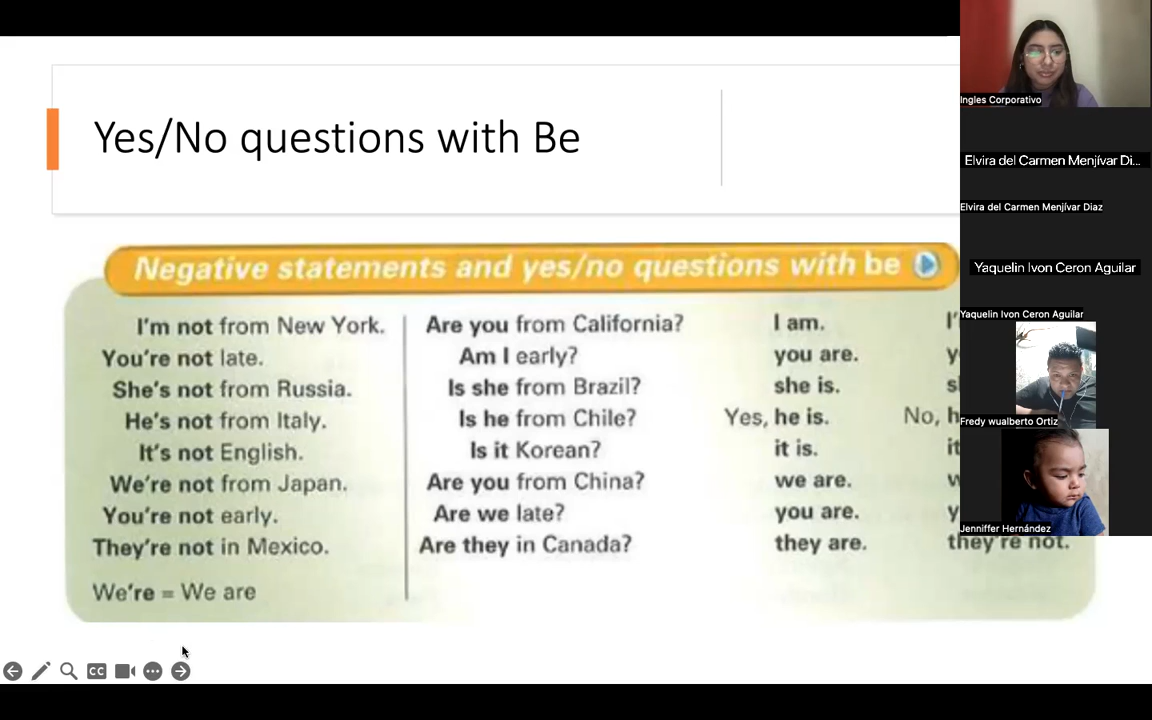 Yes/No questions with Be
Negative statements and yes/no questions with be
I'm not from New York.
You're not late.
She's not from Russia.
He's not from Italy.
It's not English.
We're not from Japan.
You're not early.
They're not in Mexico.
We're = We are
Are you from California?
Am I early?
Is she from Brazil?
Is he from Chile?
Is it Korean?
Are you from China?
Are we late?
Are they in Canada?
I am.
you are.
she is.
Yes, he is.
it is.
we are.
you are.
they are.
No,
they're not.
CC
Ingles Corporativo
Elvira del Carmen Menjívar Di...
Elvira del Carmen Menjívar Diaz
Yaquelin Ivon Ceron Aguilar
Yaquelin Ivon Ceron Aguilar
Fredy wualberto Ortiz
Jenniffer Hernández